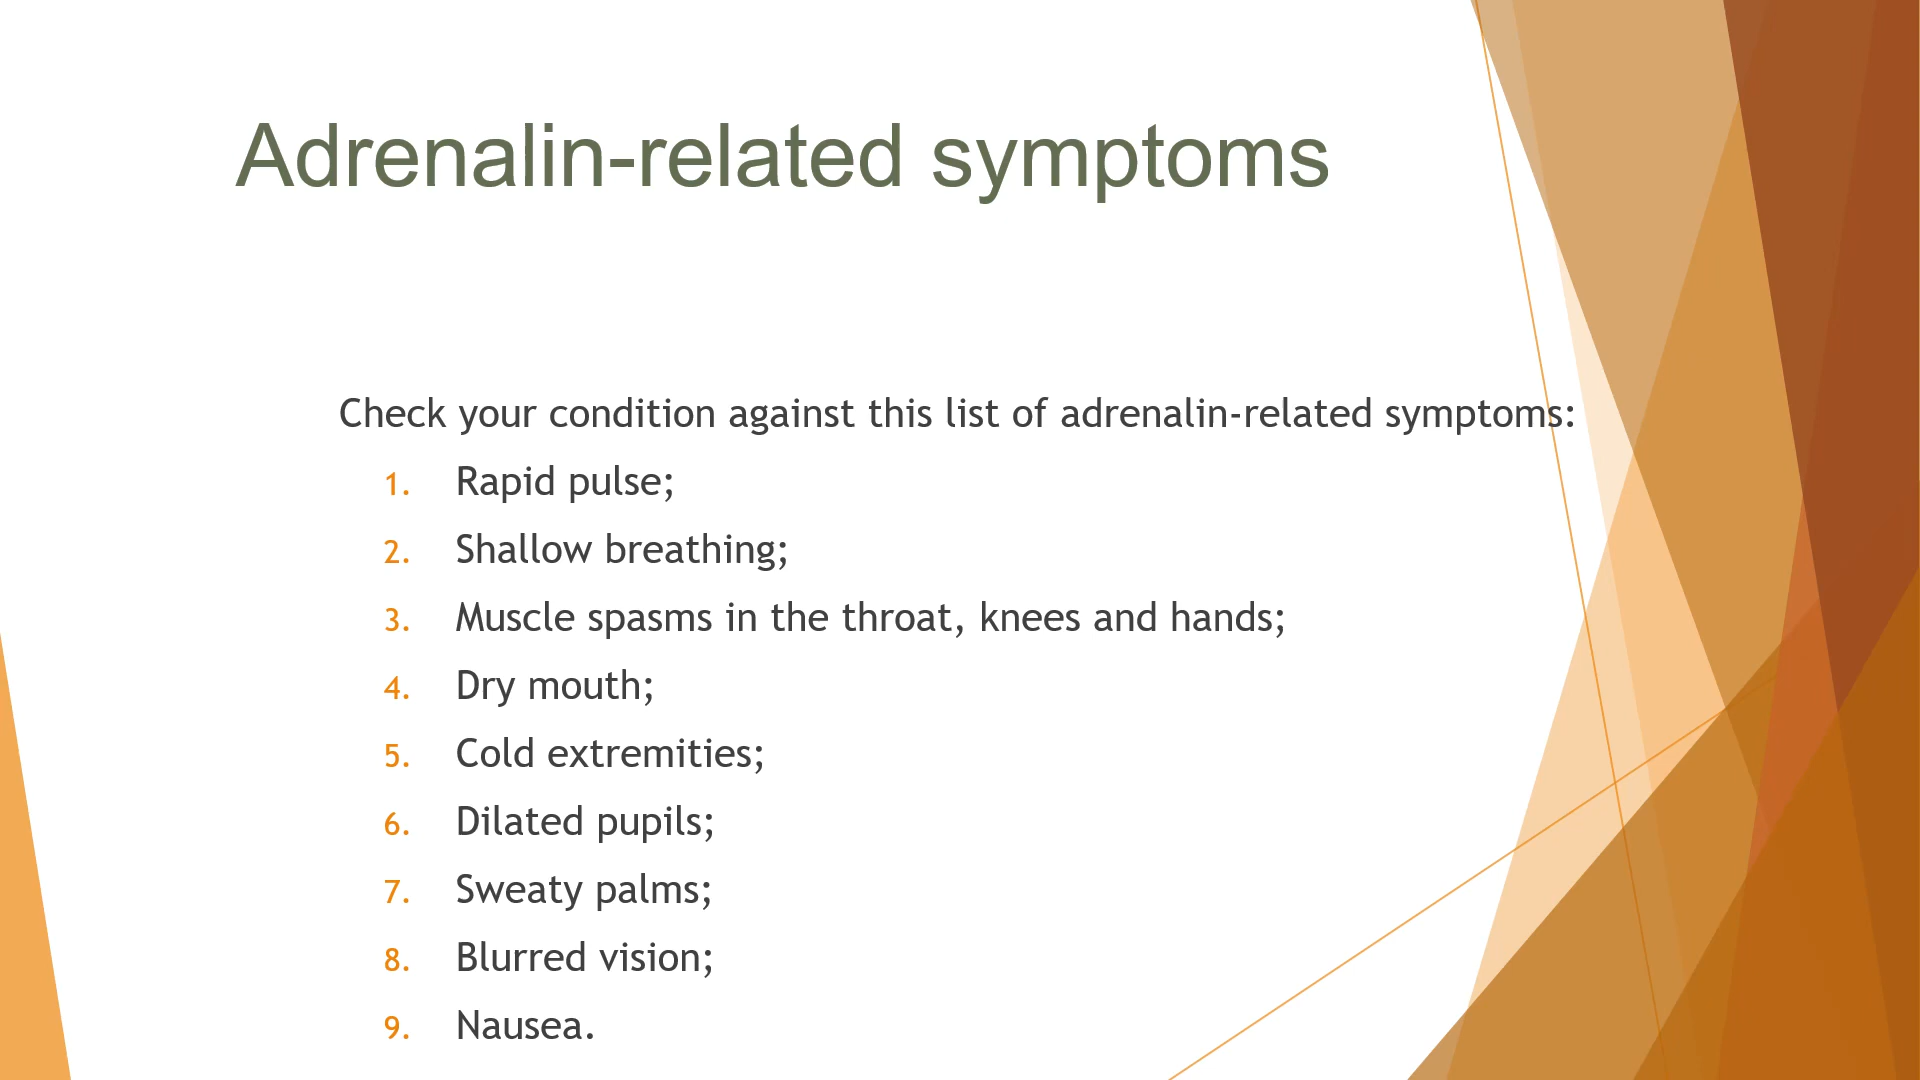 Adrenalin-related symptoms
Check your condition against this list of adrenalin-related symptoms:
1. Rapid pulse;
2. Shallow breathing;
3. Muscle spasms in the throat, knees and hands;
4. Dry mouth;
5. Cold extremities;
6. Dilated pupils;
7. Sweaty palms;
8. Blurred vision;
9. Nausea.